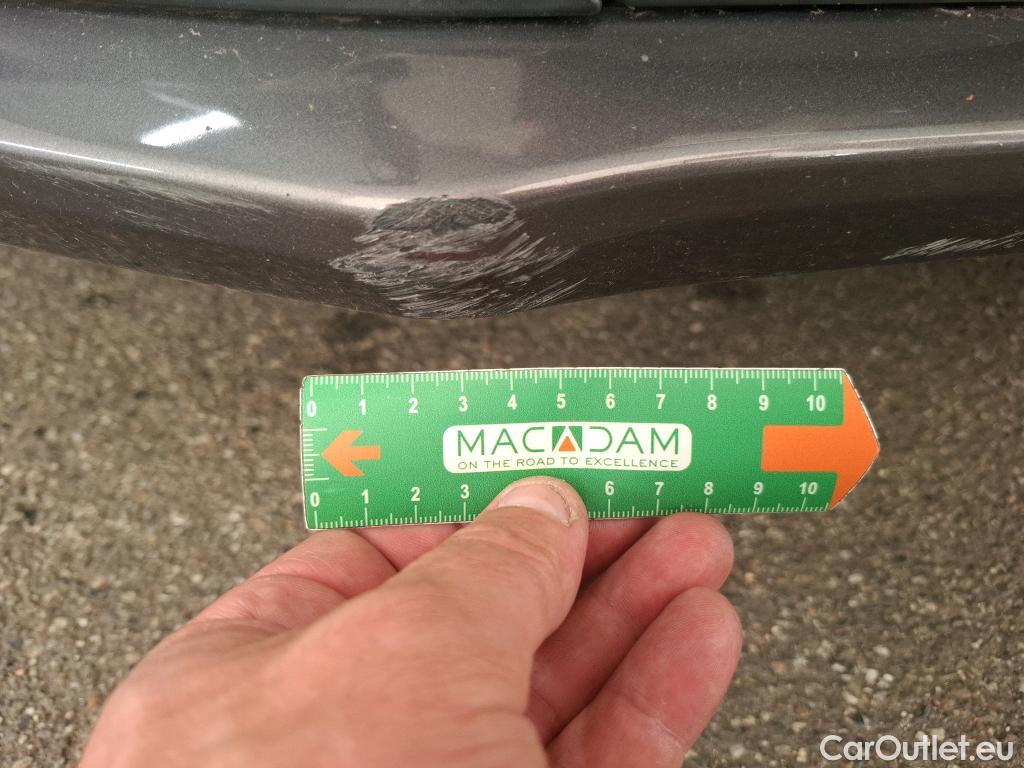 0 1 2 3 4 5 6 7 8 9 10
MACADAM
ON THE ROAD TO EXCELLENCE
0 1 2 3 6 7 8 9 10
CarOutlet.eu